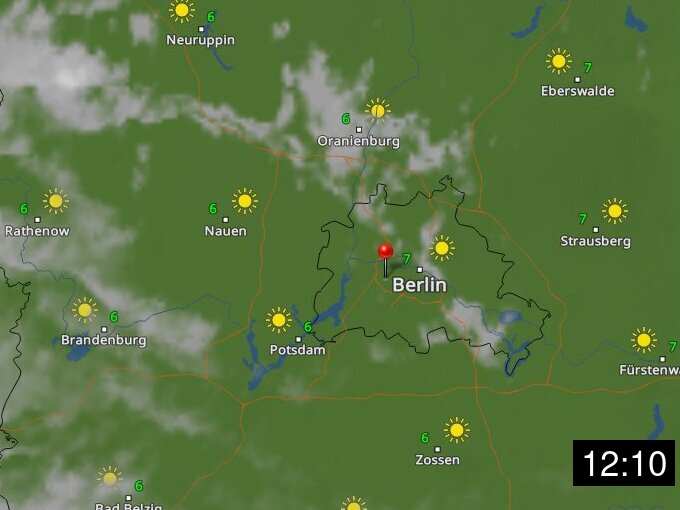 6
Neuruppin
7
Eberswalde
6
Oranienburg
6
Rathenow
6
Nauen
7
Strausberg
7
Berlin
6
Brandenburg
6
Potsdam
7
Fürstenwa
6
Zossen
12:10
6
Bad Belzig